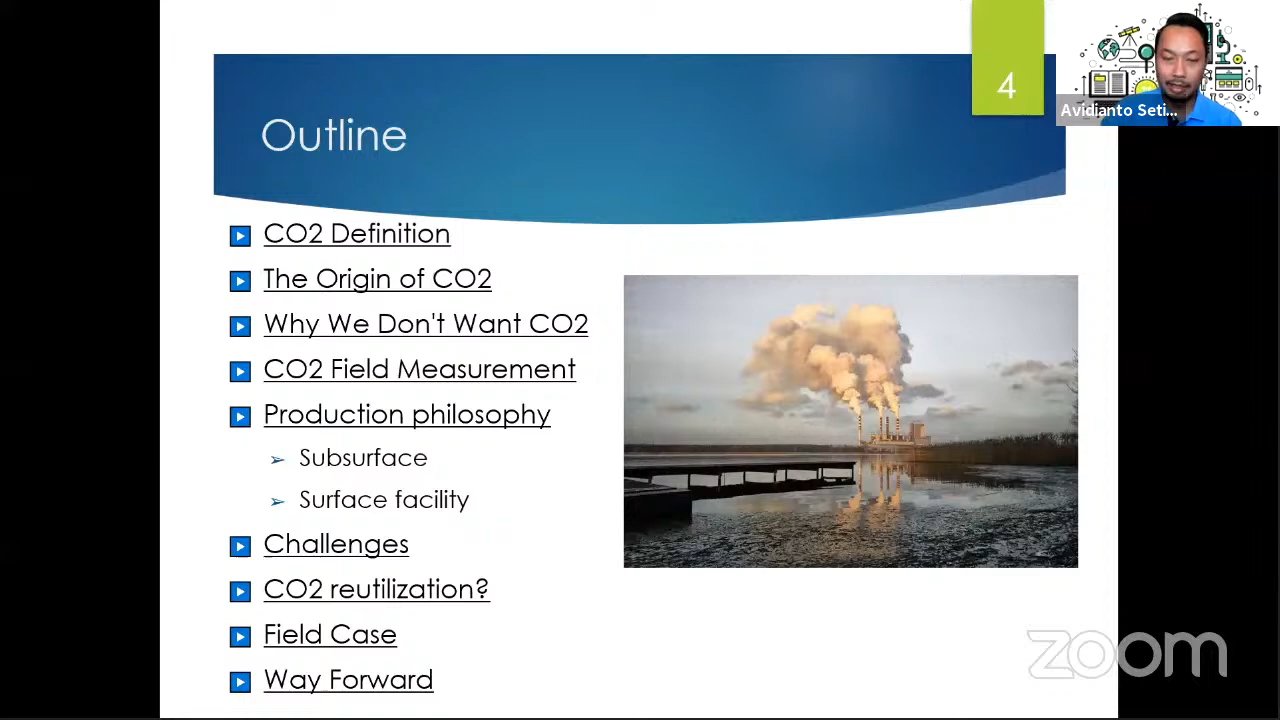 4
Avidianto Seti...
Outline
CO2 Definition
The Origin of CO2
Why We Don't Want CO2
CO2 Field Measurement
Production philosophy
Subsurface
Surface facility
Challenges
CO2 reutilization?
Field Case
Way Forward
zoom